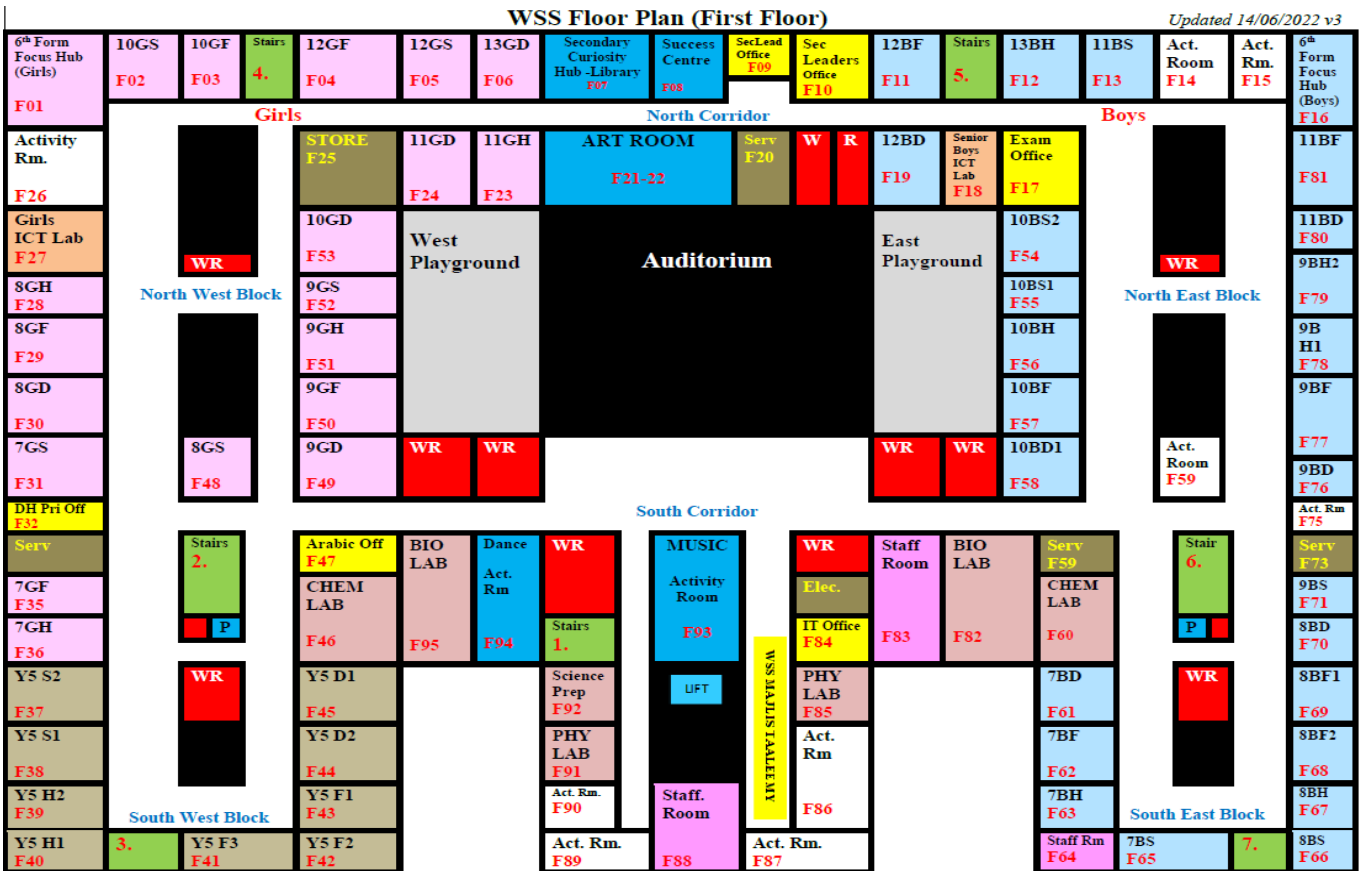 WSS Floor Plan (First Floor)
Updated 14/06/2022 v3
6th Form
Focus Hub
(Girls)
F01
10GS
F02
10GF
F03
Stairs
4.
12GF
F04
12GS
F05
13GD
F06
Secondary
Curiosity
Hub -Library
F07
Success
Centre
F08
SecLead
Office
F09
Sec
Leaders
Office
F10
12BF
F11
Stairs
5.
13BH
F12
11BS
F13
Act.
Room
F14
Act.
Rm.
F15
6th
Form
Focus
Hub
(Boys)
F16
Girls
North Corridor
Boys
Activity
Rm.
F26
STORE
F25
11GD
F24
11GH
F23
ART ROOM
F21-22
Serv
F20
W
R
12BD
F19
Senior
Boys
ICT
Lab
F18
Exam
Office
F17
11BF
F81
Girls
ICT Lab
F27
WR
10GD
F53
West
Playground
Auditorium
East
Playground
10BS2
F54
WR
11BD
F80
8GH
F28
North West Block
9GS
F52
10BS1
F55
North East Block
9BH2
F79
8GF
F29
9GH
F51
10BH
F56
9B
H1
F78
8GD
F30
9GF
F50
10BF
F57
9BF
F77
7GS
F31
8GS
F48
9GD
F49
WR
WR
WR
WR
10BD1
F58
Act.
Room
F59
9BD
F76
DH Pri Off
F32
South Corridor
Act. Rm
F75
Serv
Stairs
2.
Arabic Off
F47
BIO
LAB
F95
Dance
Act.
Rm
F94
WR
MUSIC
Activity
Room
F93
WR
Staff
Room
F83
BIO
LAB
F82
Serv
F59
Stair
6.
Serv
F73
7GF
F35
CHEM
LAB
F46
Elec.
CHEM
LAB
F60
9BS
F71
7GH
F36
P
Stairs
1.
IT Office
F84
P
8BD
F70
Y5 S2
F37
WR
Y5 D1
F45
Science
Prep
F92
LIFT
WSS MAJLIS TAALEEMY
PHY
LAB
F85
7BD
F61
WR
8BF1
F69
Y5 S1
F38
Y5 D2
F44
PHY
LAB
F91
Act.
Rm
F86
7BF
F62
8BF2
F68
Y5 H2
F39
South West Block
Y5 F1
F43
Act. Rm.
F90
Staff.
Room
F88
7BH
F63
South East Block
8BH
F67
Y5 H1
F40
3.
Y5 F3
F41
Y5 F2
F42
Act. Rm.
F89
Act. Rm.
F87
Staff Rm
F64
7BS
F65
7.
8BS
F66